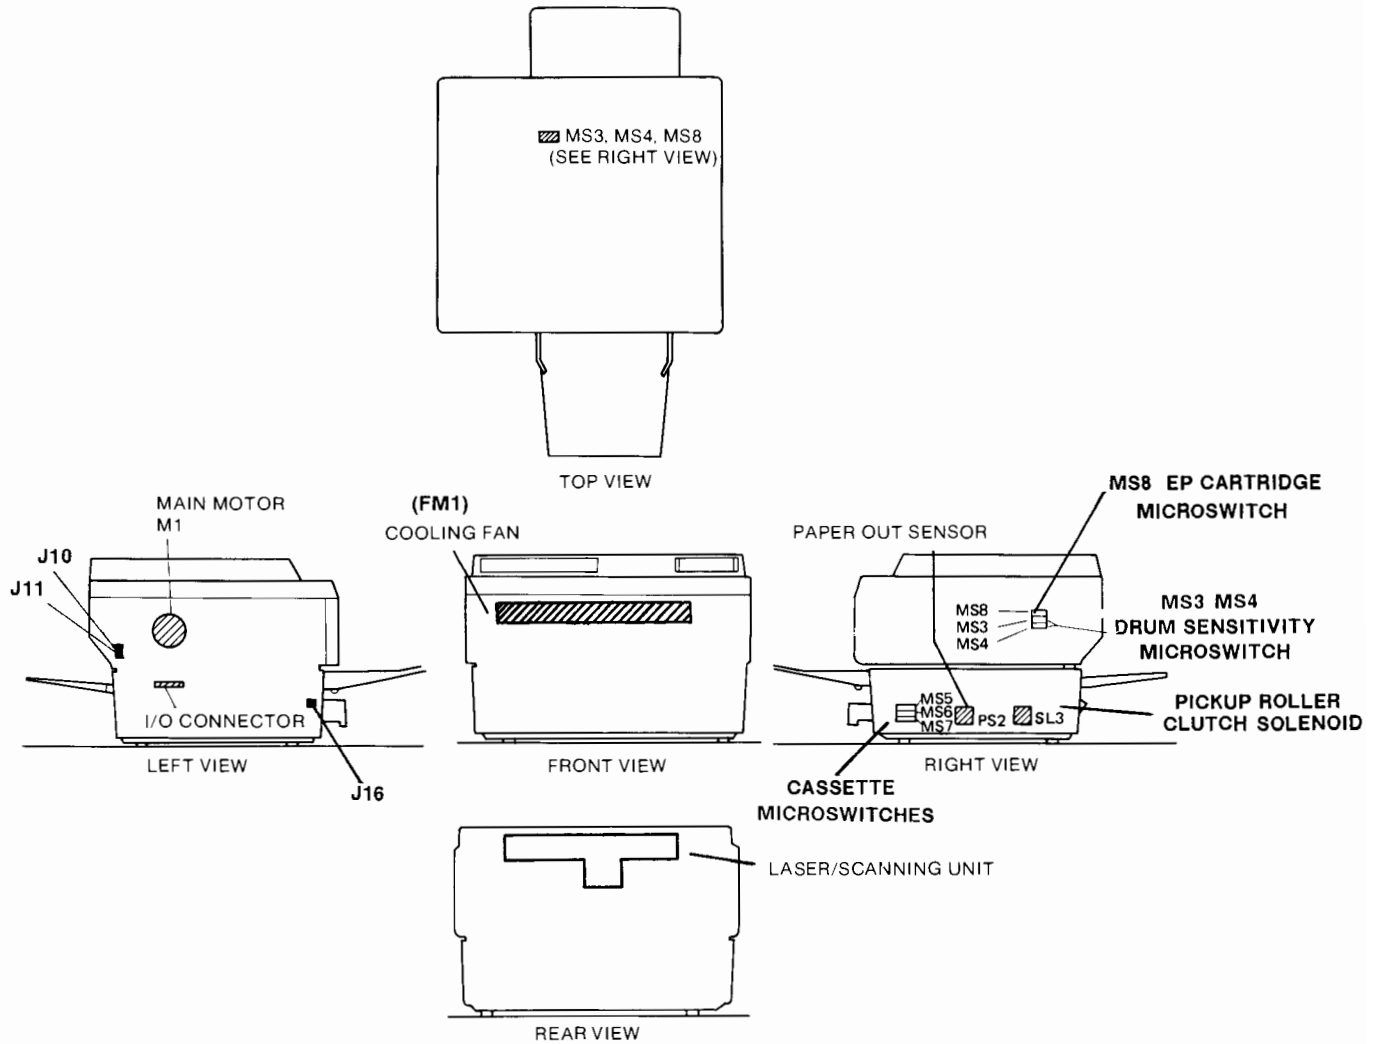 MS3, MS4, MS8
(SEE RIGHT VIEW)
TOP VIEW
MAIN MOTOR
M1
J10
J11
I/O CONNECTOR
LEFT VIEW
J16
(FM1)
COOLING FAN
FRONT VIEW
PAPER OUT SENSOR
MS8 EP CARTRIDGE
MICROSWITCH
MS8
MS3
MS4
MS3 MS4
DRUM SENSITIVITY
MICROSWITCH
MS5
MS6
MS7
PS2
SL3
PICKUP ROLLER
CLUTCH SOLENOID
RIGHT VIEW
CASSETTE
MICROSWITCHES
LASER/SCANNING UNIT
REAR VIEW